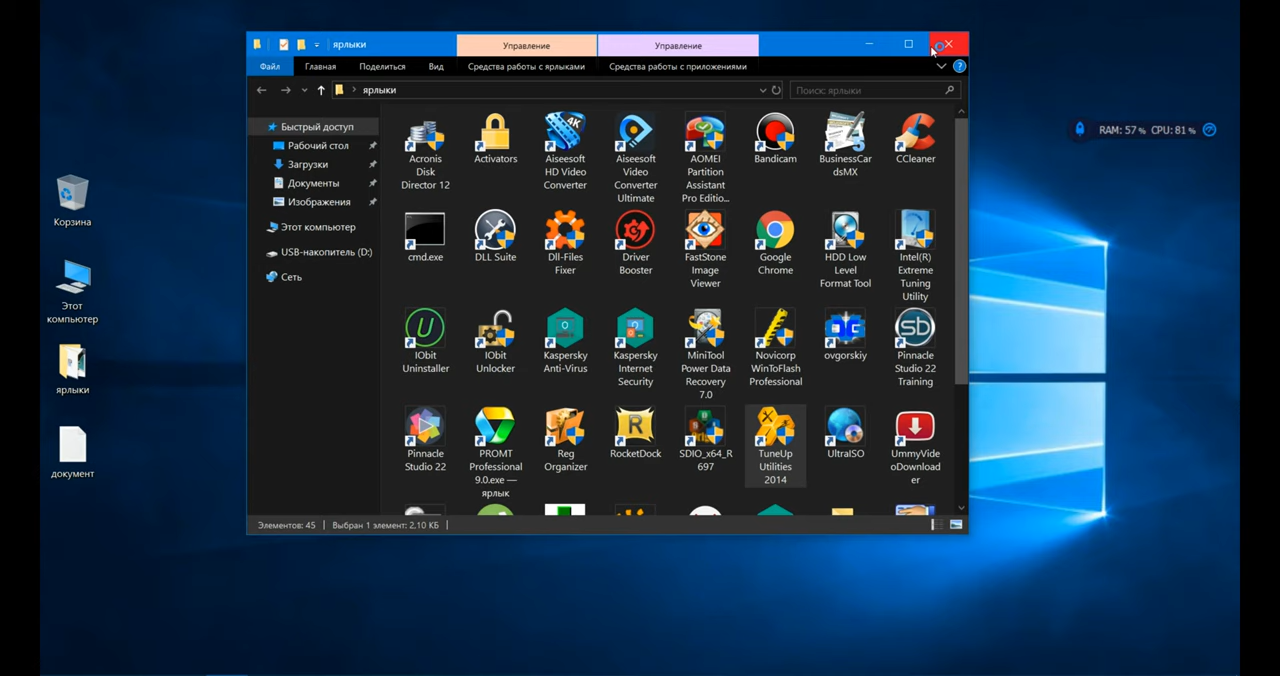 ярлыки
Управление
Управление
Файл
Главная
Поделиться
Вид
Средства работы с ярлыками
Средства работы с приложениями
ярлыки
Поиск: ярлыки
RAM: 57 % CPU: 81 %
Быстрый доступ
Рабочий стол
Загрузки
Документы
Изображения
Этот компьютер
USB-накопитель (D:)
Сеть
Корзина
Этот
компьютер
ярлыки
документ
Acronis
Disk
Director 12
Activators
Aiseesoft
HD Video
Converter
Aiseesoft
Video
Converter
Ultimate
AOMEI
Partition
Assistant
Pro Editio...
Bandicam
BusinessCar
dsMX
CCleaner
cmd.exe
DLL Suite
Dll-Files
Fixer
Driver
Booster
FastStone
Image
Viewer
Google
Chrome
HDD Low
Level
Format Tool
Intel(R)
Extreme
Tuning
Utility
IObit
Uninstaller
IObit
Unlocker
Kaspersky
Anti-Virus
Kaspersky
Internet
Security
MiniTool
Power Data
Recovery
7.0
Novicorp
WinToFlash
Professional
ovgorskiy
Pinnacle
Studio 22
Training
Pinnacle
Studio 22
PROMT
Professional
9.0.exe —
ярлык
Reg
Organizer
RocketDock
SDIO_x64_R
697
TuneUp
Utilities
2014
UltraISO
UmmyVide
oDownload
er
Элементов: 45
Выбран 1 элемент: 2,10 КБ